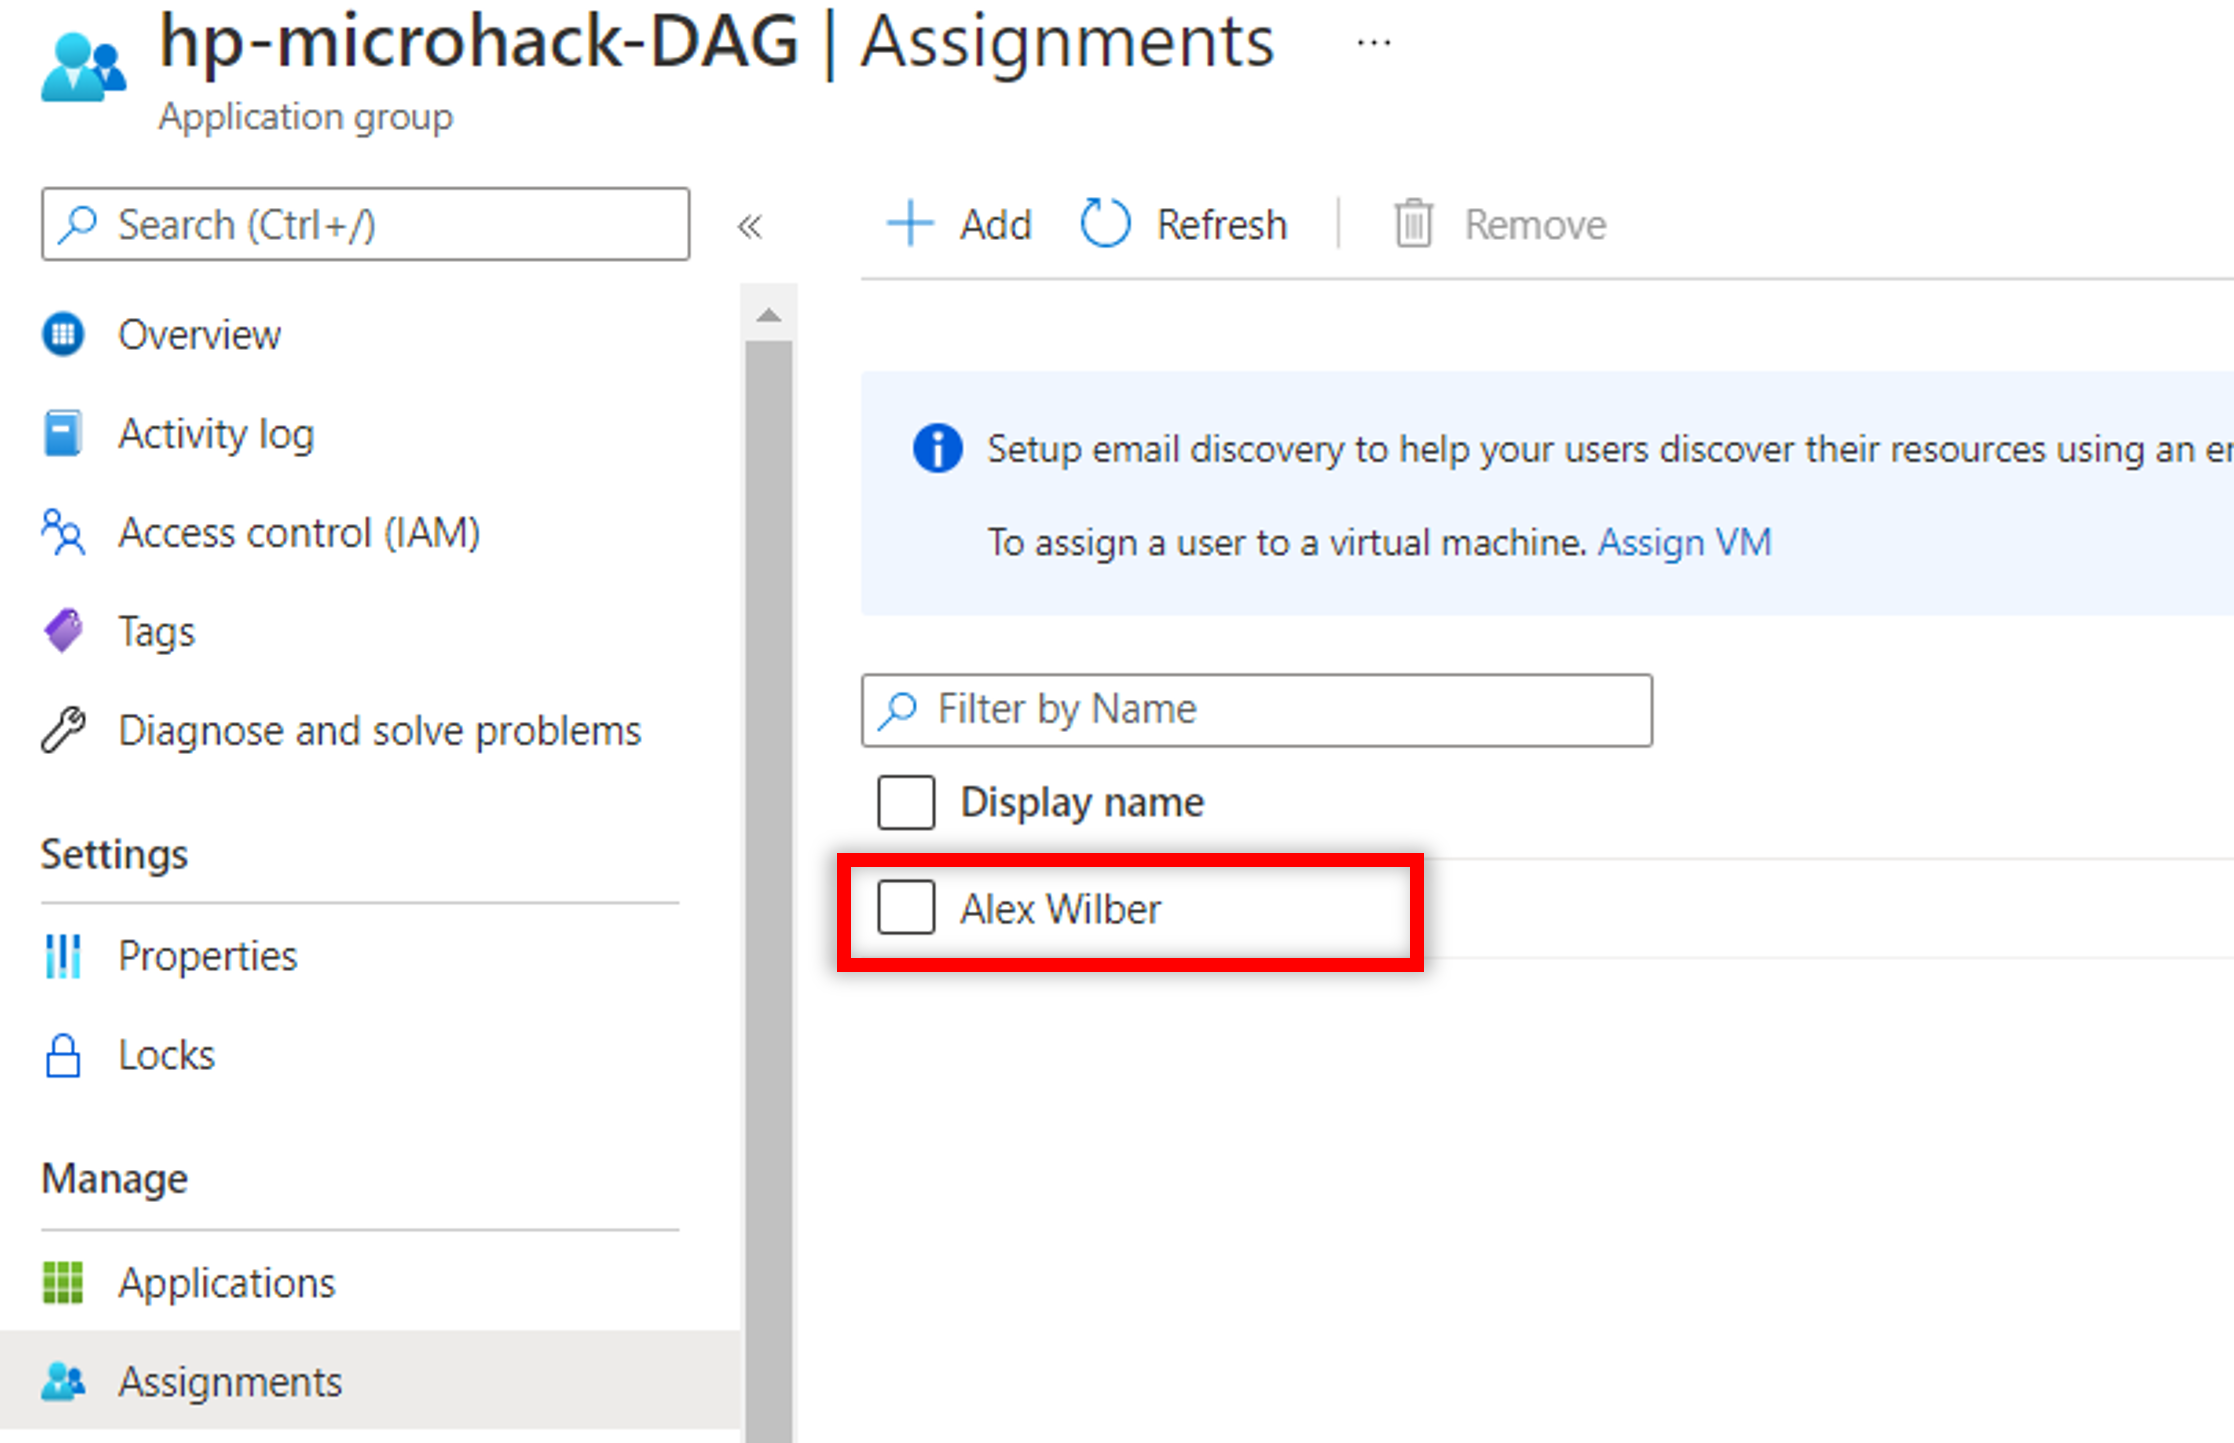 hp-microhack-DAG | Assignments ...
Application group
Search (Ctrl+/)
Overview
Activity log
Access control (IAM)
Tags
Diagnose and solve problems
Settings
Properties
Locks
Manage
Applications
Assignments
Add Refresh Remove
Setup email discovery to help your users discover their resources using an
To assign a user to a virtual machine. Assign VM
Filter by Name
Display name
Alex Wilber